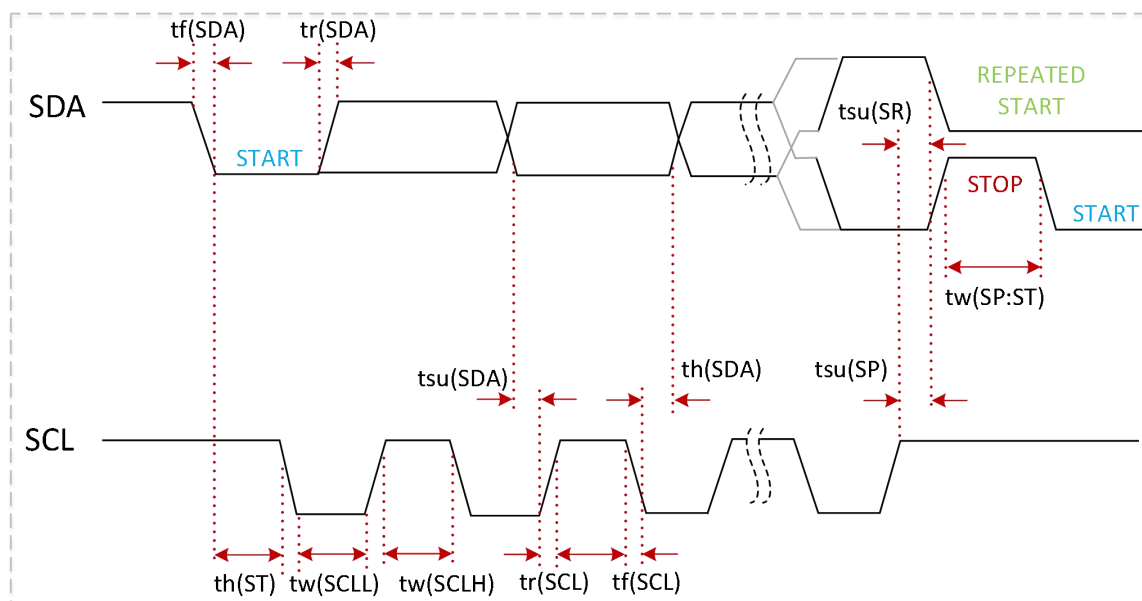 tf(SDA)
tr(SDA)
REPEATED
START
SDA
tsu(SR)
START
STOP
START
tw(SP:ST)
tsu(SDA)
th(SDA)
tsu(SP)
SCL
th(ST)
tw(SCLL)
tw(SCLH)
tr(SCL)
tf(SCL)